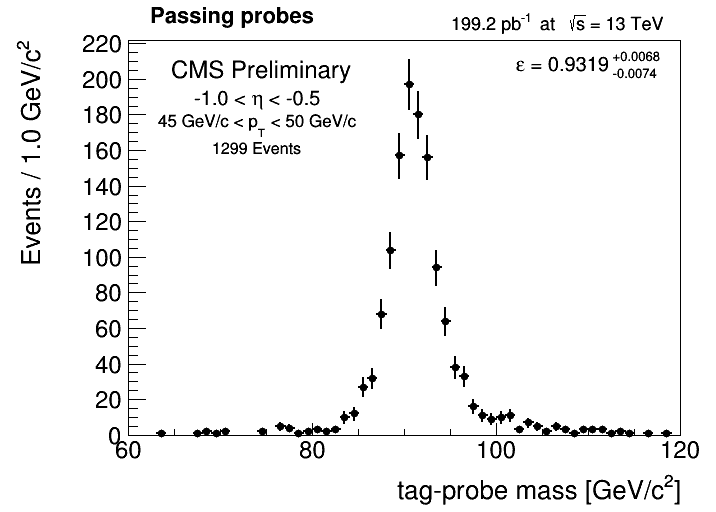 Passing probes
199.2 pb⁻¹ at √s = 13 TeV
CMS Preliminary
-1.0 < η < -0.5
45 GeV/c < p_T < 50 GeV/c
1299 Events
ε = 0.9319 +0.0068 -0.0074
Events / 1.0 GeV/c²
220
200
180
160
140
120
100
80
60
40
20
0
60 80 100 120
tag-probe mass [GeV/c²]